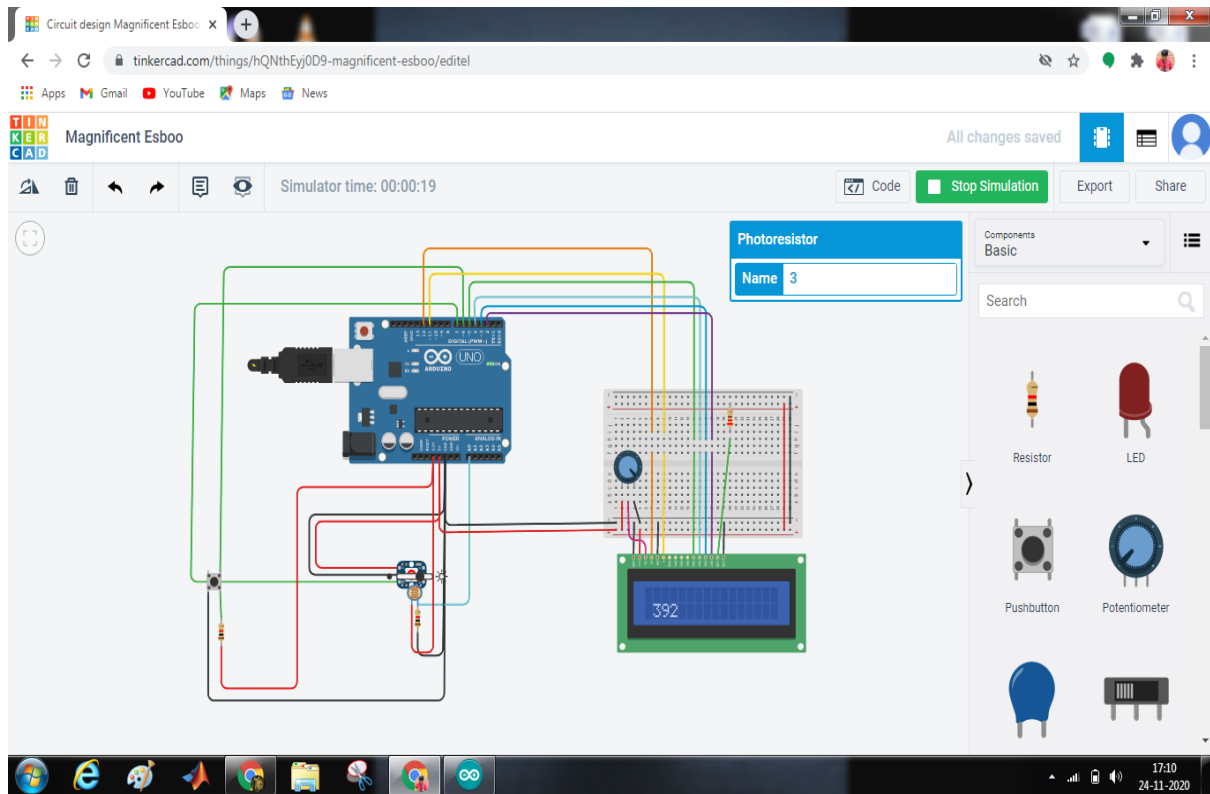 Circuit design Magnificent Esboo
tinkercad.com/things/hQNthEyj0D9-magnificent-esboo/editel
Apps Gmail YouTube Maps News
TIN
KER
CAD
Magnificent Esboo
All changes saved
Simulator time: 00:00:19
Code
Stop Simulation
Export
Share
Photoresistor
Name 3
Components
Basic
Search
DIGITAL (PWM~)
UNO
ARDUINO
POWER ANALOG IN
392
Resistor LED
Pushbutton Potentiometer
17:10
24-11-2020